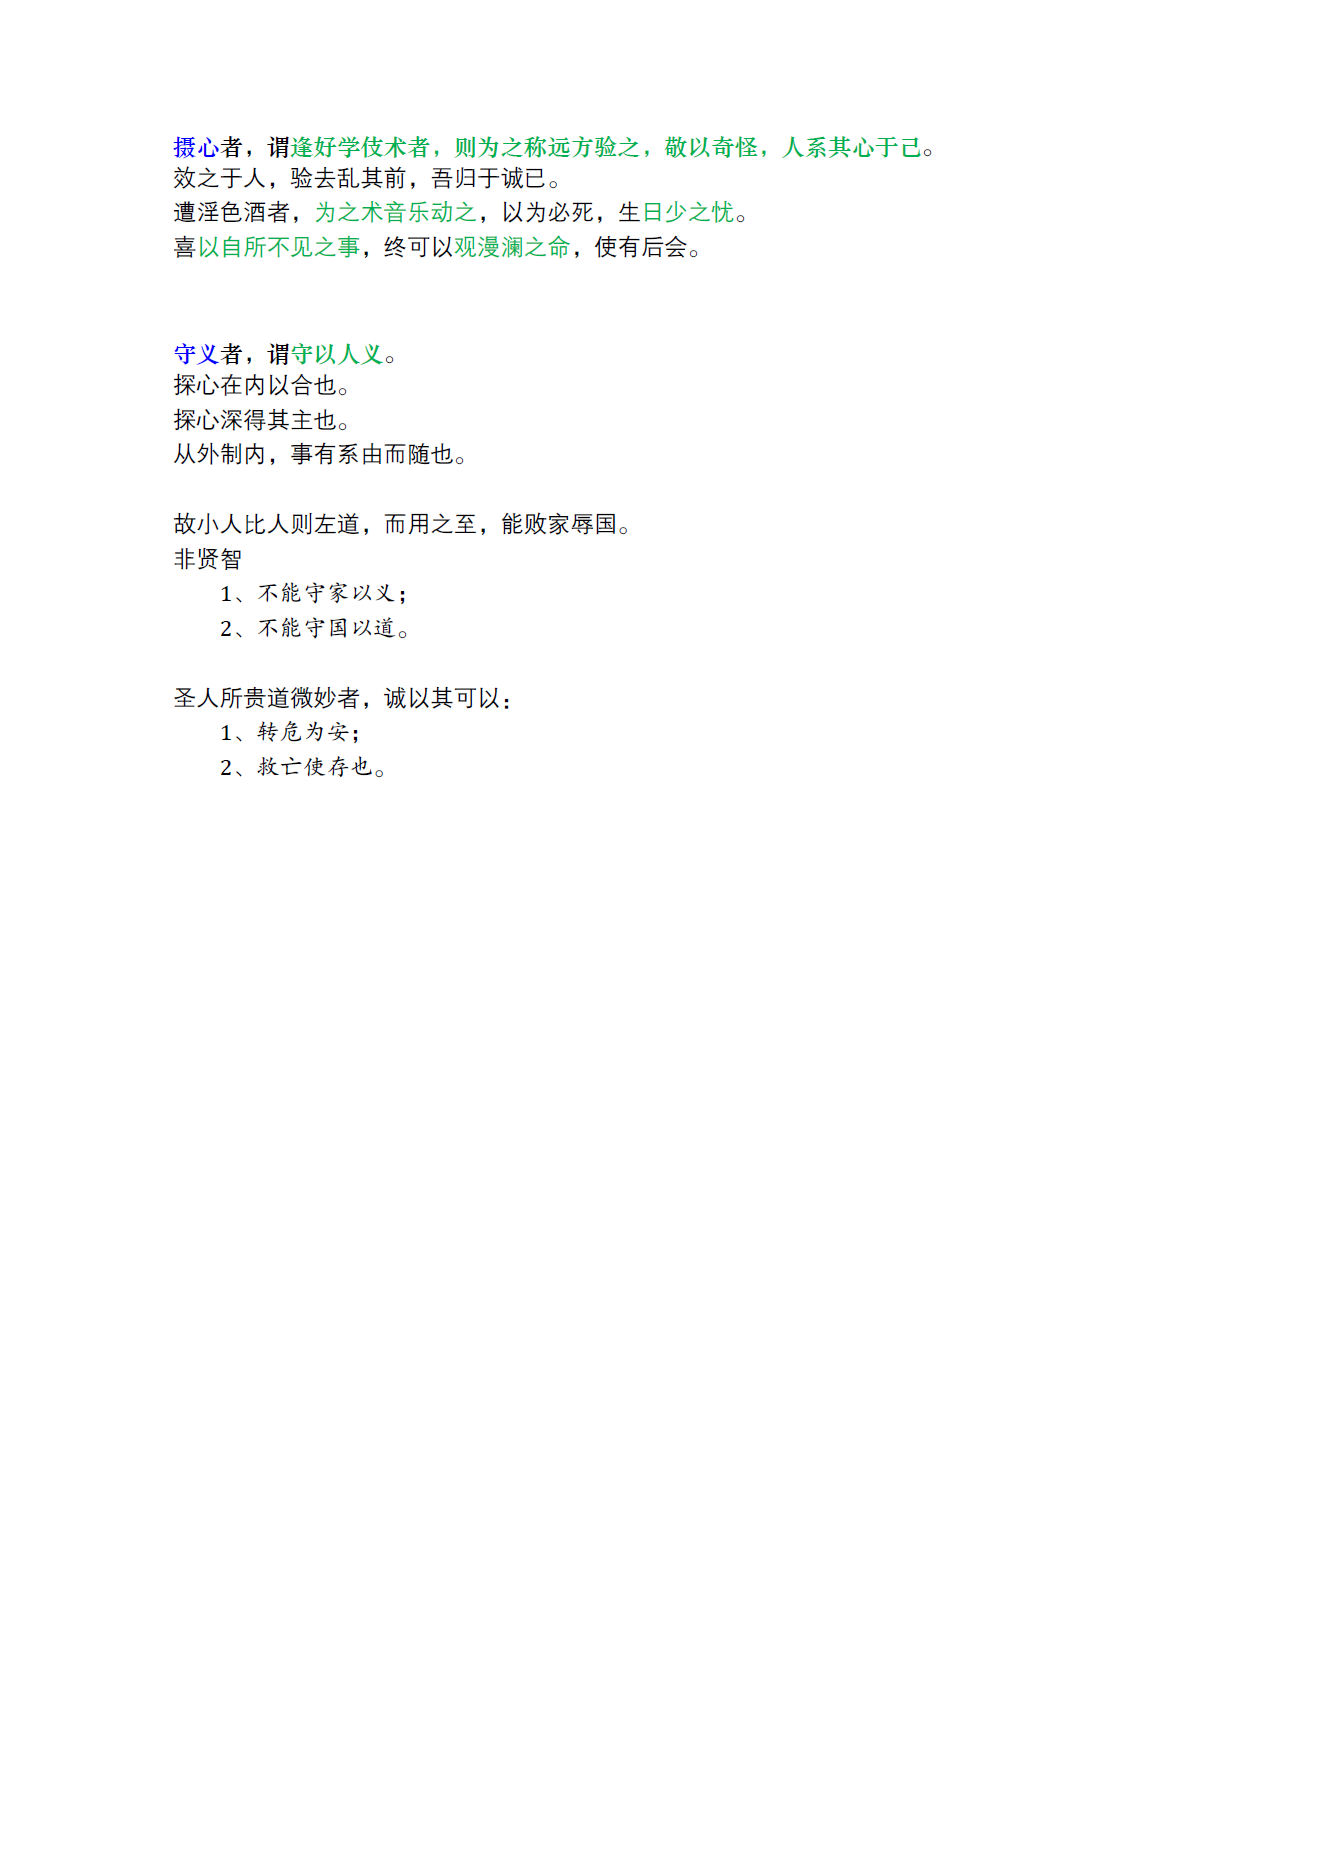 摄心者，谓逢好学伎术者，则为之称远方验之，敬以奇怪，人系其心于己。
效之于人，验去乱其前，吾归于诚已。
遭淫色酒者，为之术音乐动之，以为必死，生日少之忧。
喜以自所不见之事，终可以观漫澜之命，使有后会。
守义者，谓守以人义。
探心在内以合也。
探心深得其主也。
从外制内，事有系由而随也。
故小人比人则左道，而用之至，能败家辱国。
非贤智
1、不能守家以义；
2、不能守国以道。
圣人所贵道微妙者，诚以其可以：
1、转危为安；
2、救亡使存也。